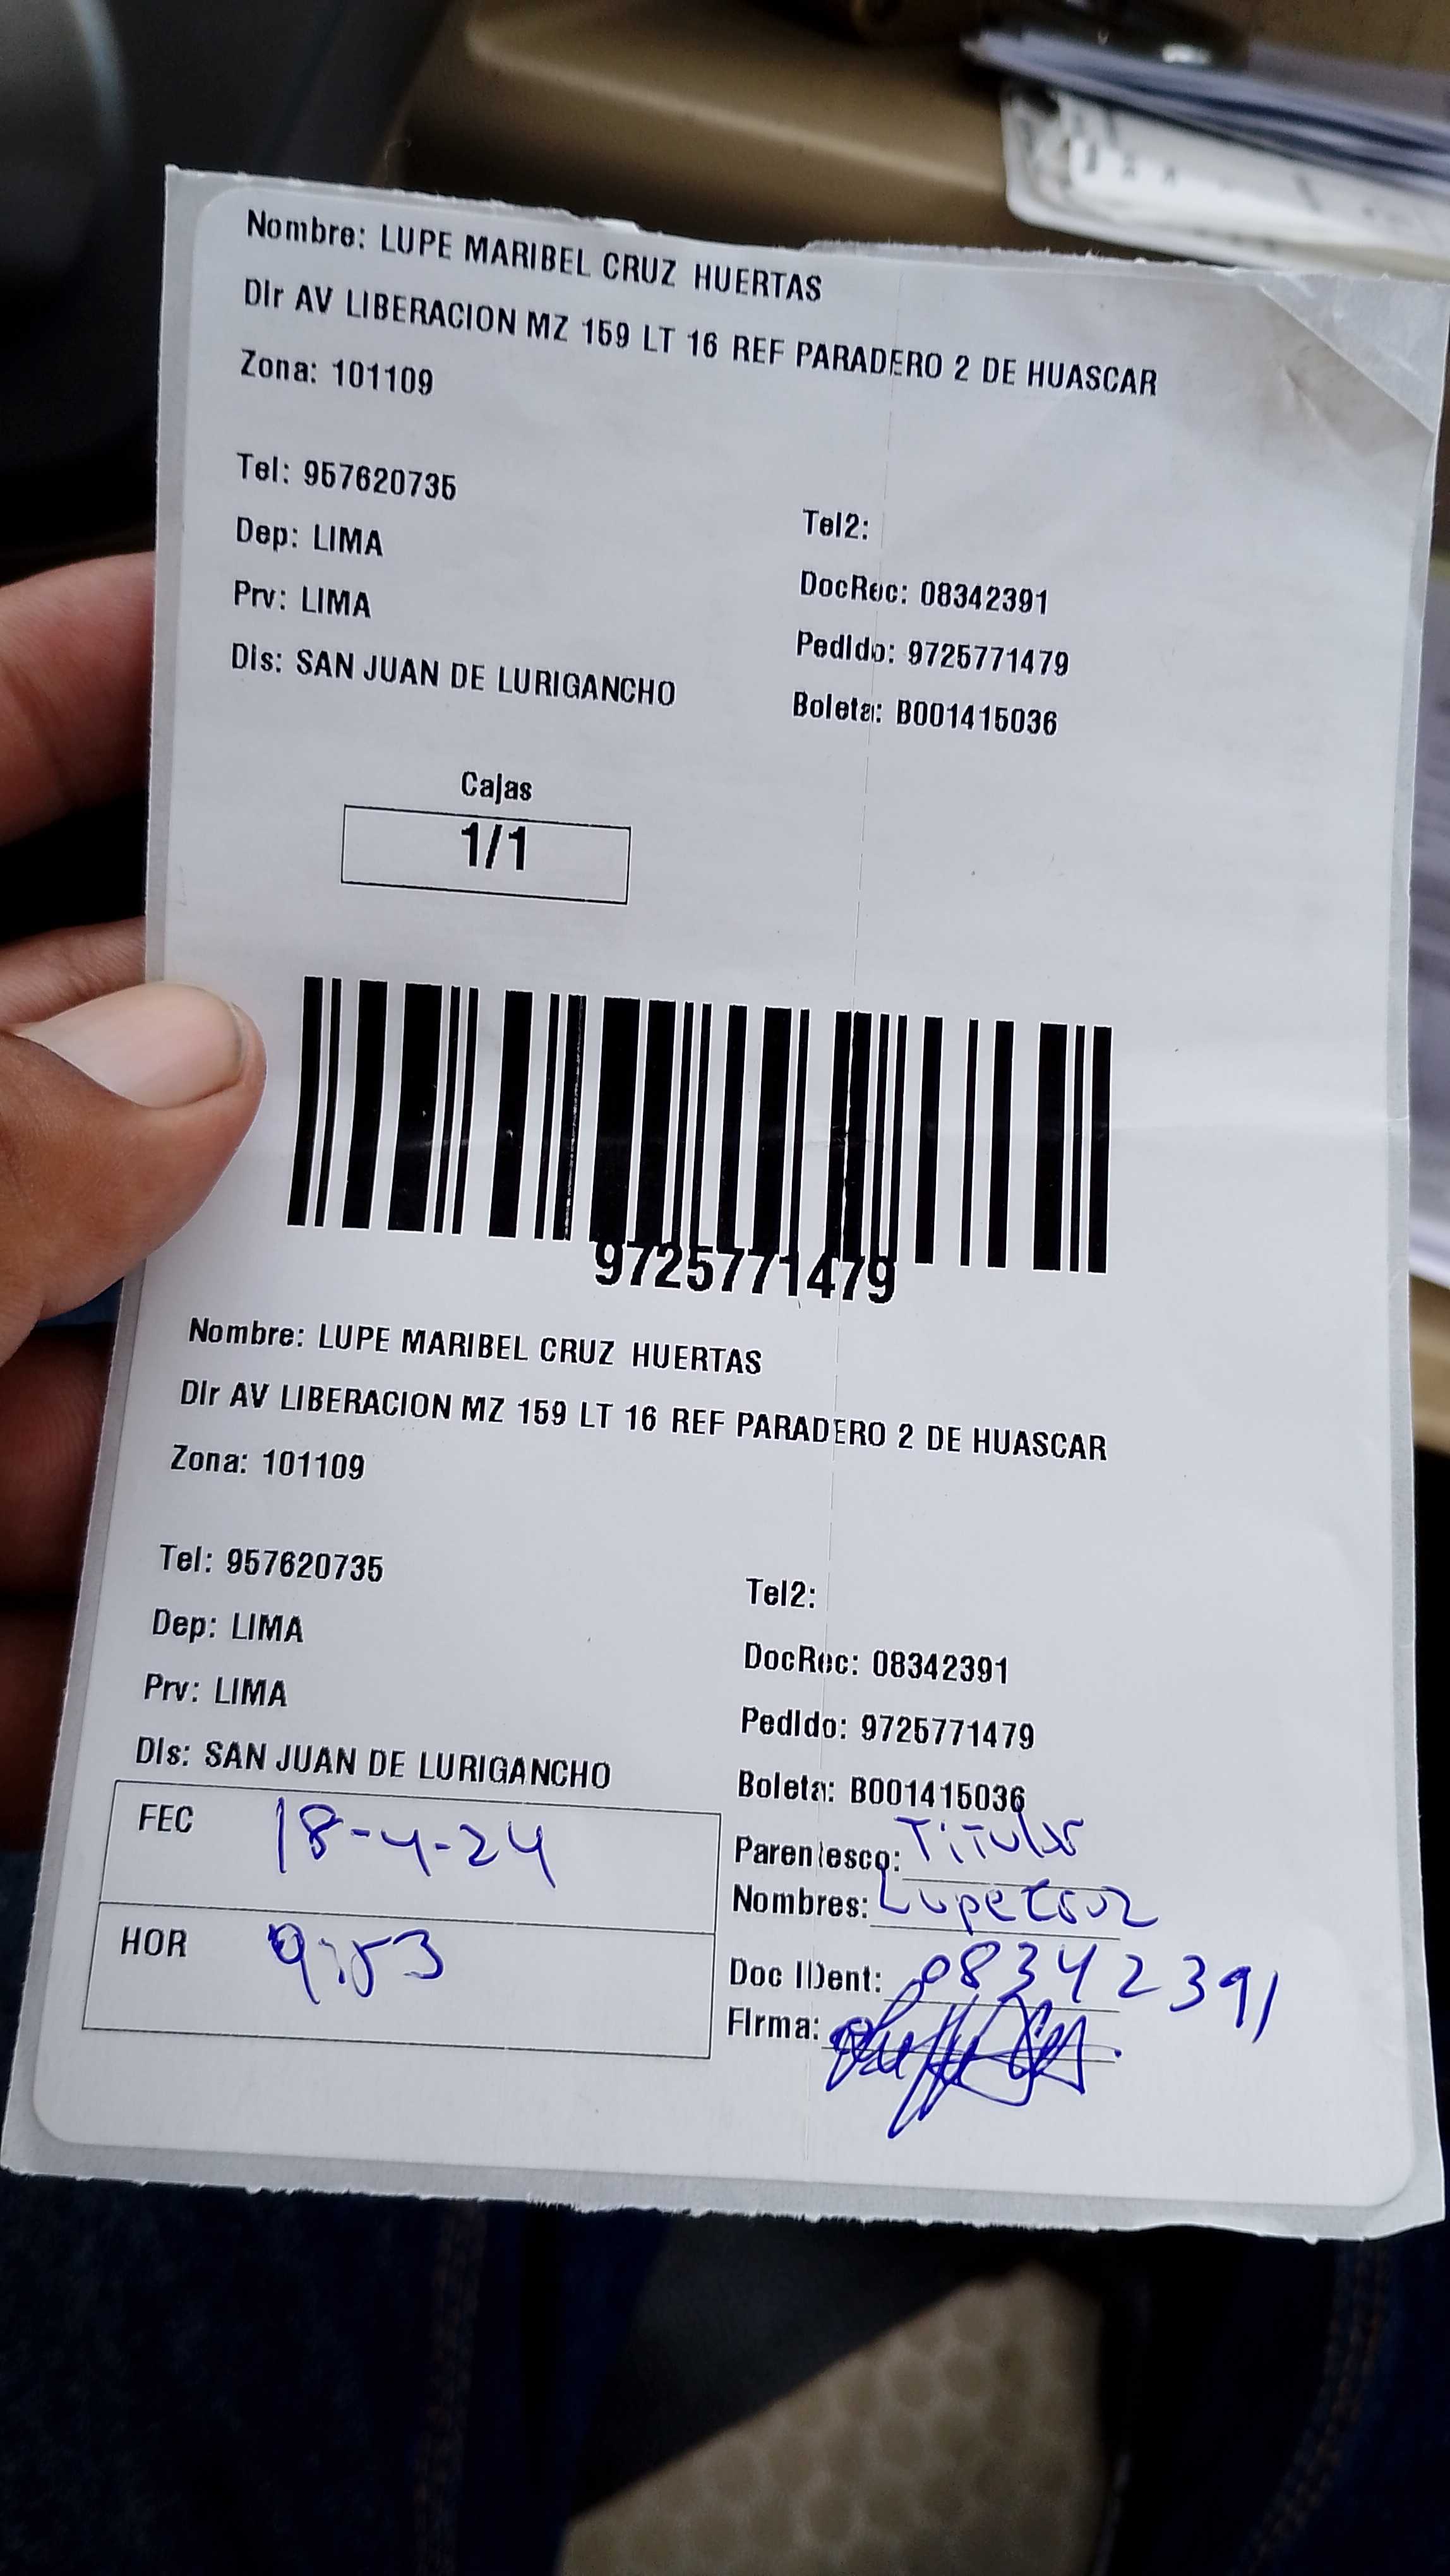 Nombre: LUPE MARIBEL CRUZ HUERTAS
Dir AV LIBERACION MZ 159 LT 16 REF PARADERO 2 DE HUASCAR
Zona: 101109
Tel: 957620735
Tel2:
Dep: LIMA
DocRec: 08342391
Prv: LIMA
Pedido: 9725771479
Dis: SAN JUAN DE LURIGANCHO
Boleta: B001415036
Cajas
1/1
9725771479
Nombre: LUPE MARIBEL CRUZ HUERTAS
Dir AV LIBERACION MZ 159 LT 16 REF PARADERO 2 DE HUASCAR
Zona: 101109
Tel: 957620735
Tel2:
Dep: LIMA
DocRec: 08342391
Prv: LIMA
Pedido: 9725771479
Dis: SAN JUAN DE LURIGANCHO
Boleta: B001415036
FEC 18-4-24
Parentesco: Titular
Nombres: Lupe Cruz
HOR 9:53
Doc IDent: 08342391
Firma: